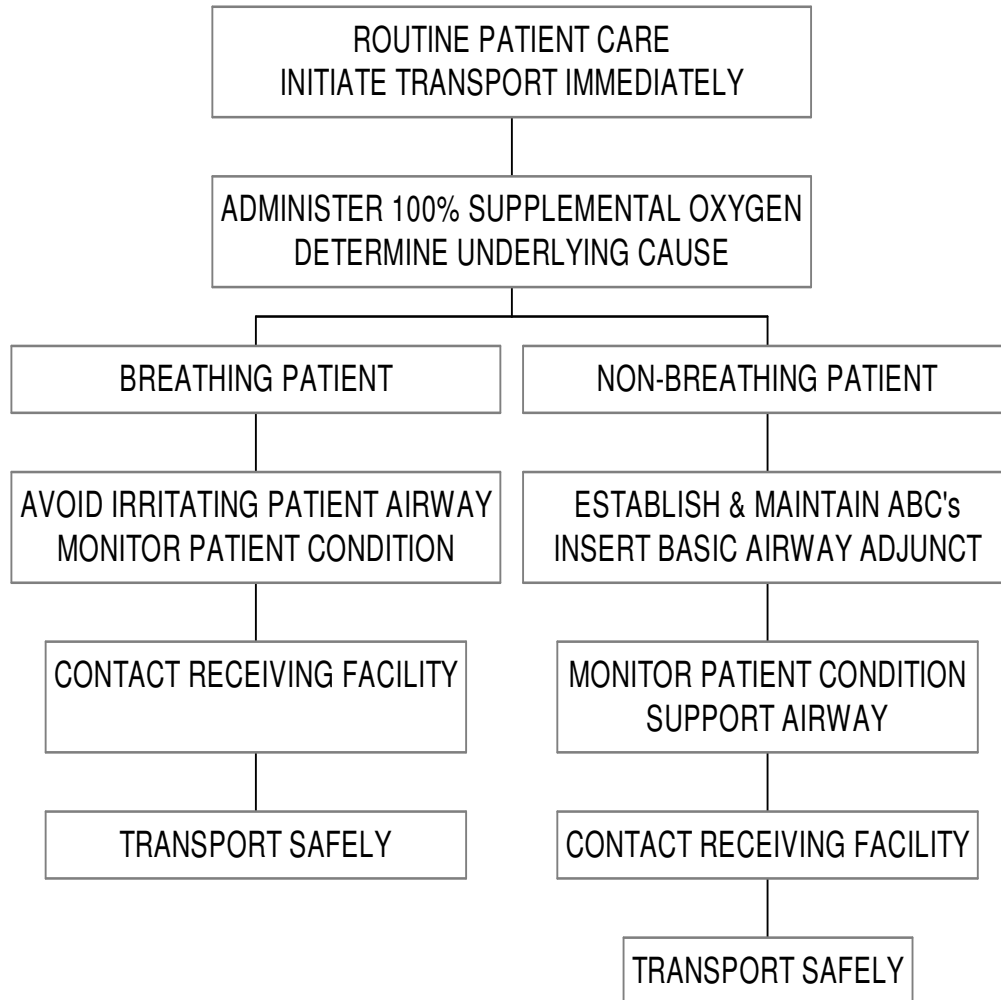 ROUTINE PATIENT CARE
INITIATE TRANSPORT IMMEDIATELY
ADMINISTER 100% SUPPLEMENTAL OXYGEN
DETERMINE UNDERLYING CAUSE
BREATHING PATIENT
NON-BREATHING PATIENT
AVOID IRRITATING PATIENT AIRWAY
MONITOR PATIENT CONDITION
ESTABLISH & MAINTAIN ABC's
INSERT BASIC AIRWAY ADJUNCT
CONTACT RECEIVING FACILITY
MONITOR PATIENT CONDITION
SUPPORT AIRWAY
TRANSPORT SAFELY
CONTACT RECEIVING FACILITY
TRANSPORT SAFELY